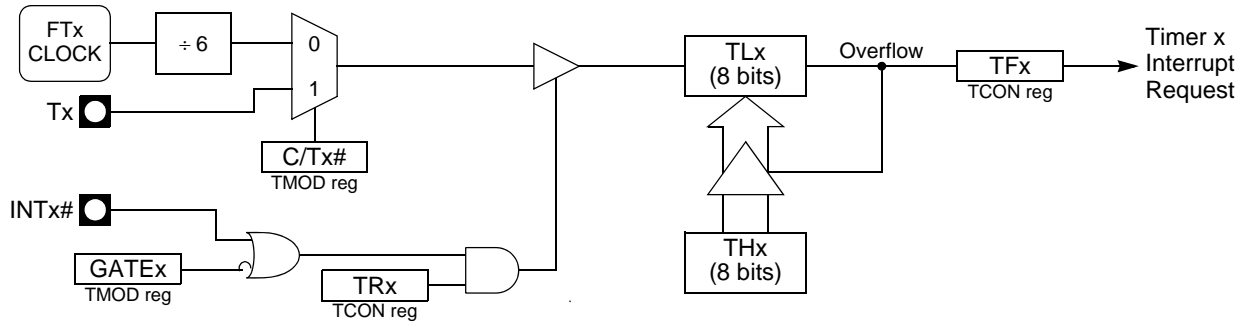 FTx
CLOCK
÷ 6
0
1
Tx
C/Tx#
TMOD reg
INTx#
GATEx
TMOD reg
TRx
TCON reg
TLx
(8 bits)
THx
(8 bits)
Overflow
TFx
TCON reg
Timer x
Interrupt
Request